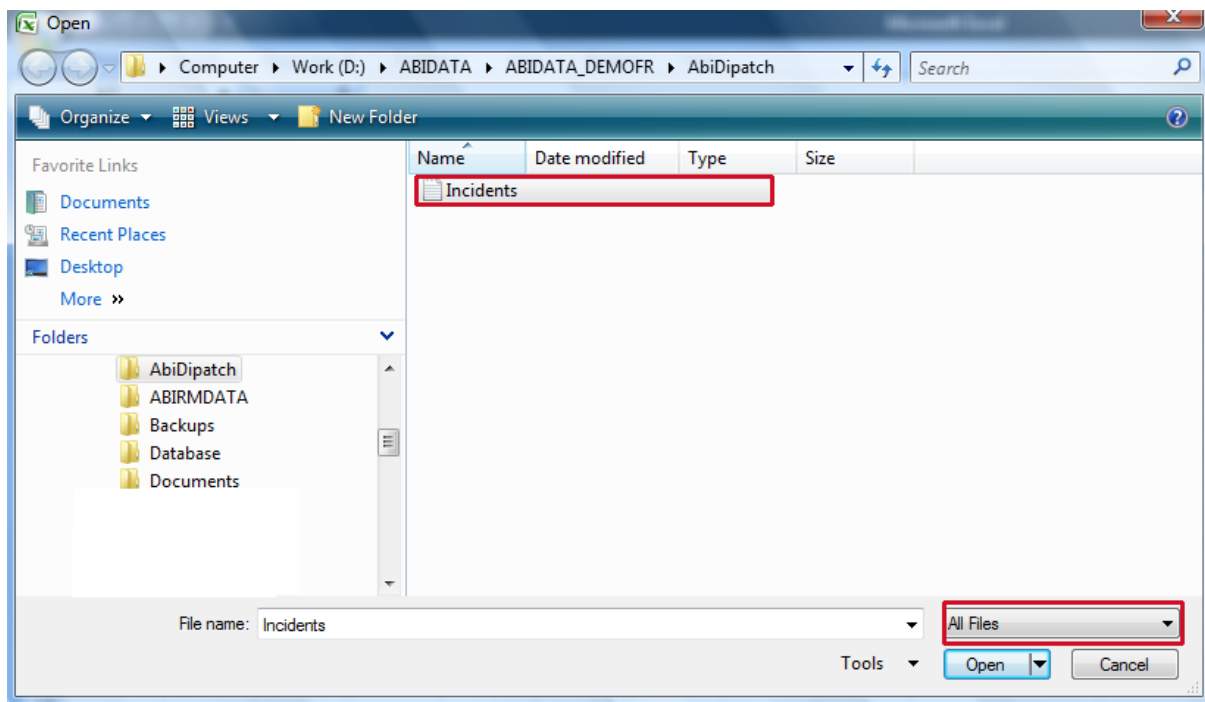 Open
Microsoft Excel
Computer Work (D:) ABIDATA ABIDATA_DEMOFR AbiDipatch
Search
Organize Views New Folder
Favorite Links
Documents
Recent Places
Desktop
More »
Folders
AbiDipatch
ABIRMDATA
Backups
Database
Documents
Name Date modified Type Size
Incidents
File name: Incidents
All Files
Tools Open Cancel